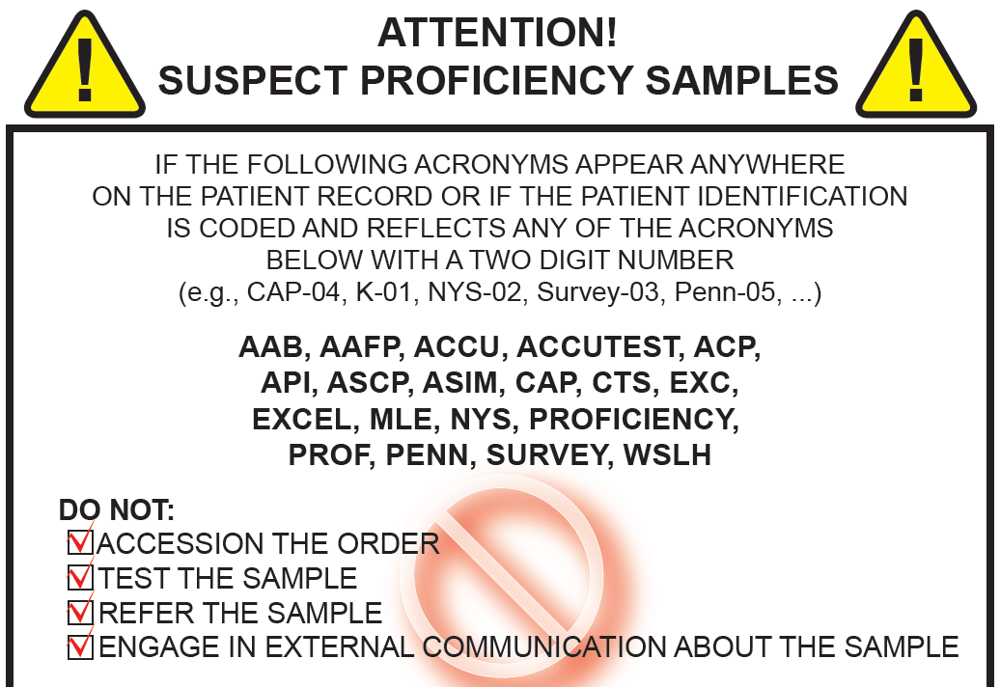 ATTENTION!
SUSPECT PROFICIENCY SAMPLES
IF THE FOLLOWING ACRONYMS APPEAR ANYWHERE
ON THE PATIENT RECORD OR IF THE PATIENT IDENTIFICATION
IS CODED AND REFLECTS ANY OF THE ACRONYMS
BELOW WITH A TWO DIGIT NUMBER
(e.g., CAP-04, K-01, NYS-02, Survey-03, Penn-05, ...)
AAB, AAFP, ACCU, ACCUTEST, ACP,
API, ASCP, ASIM, CAP, CTS, EXC,
EXCEL, MLE, NYS, PROFICIENCY,
PROF, PENN, SURVEY, WSLH
DO NOT:
ACCESSION THE ORDER
TEST THE SAMPLE
REFER THE SAMPLE
ENGAGE IN EXTERNAL COMMUNICATION ABOUT THE SAMPLE